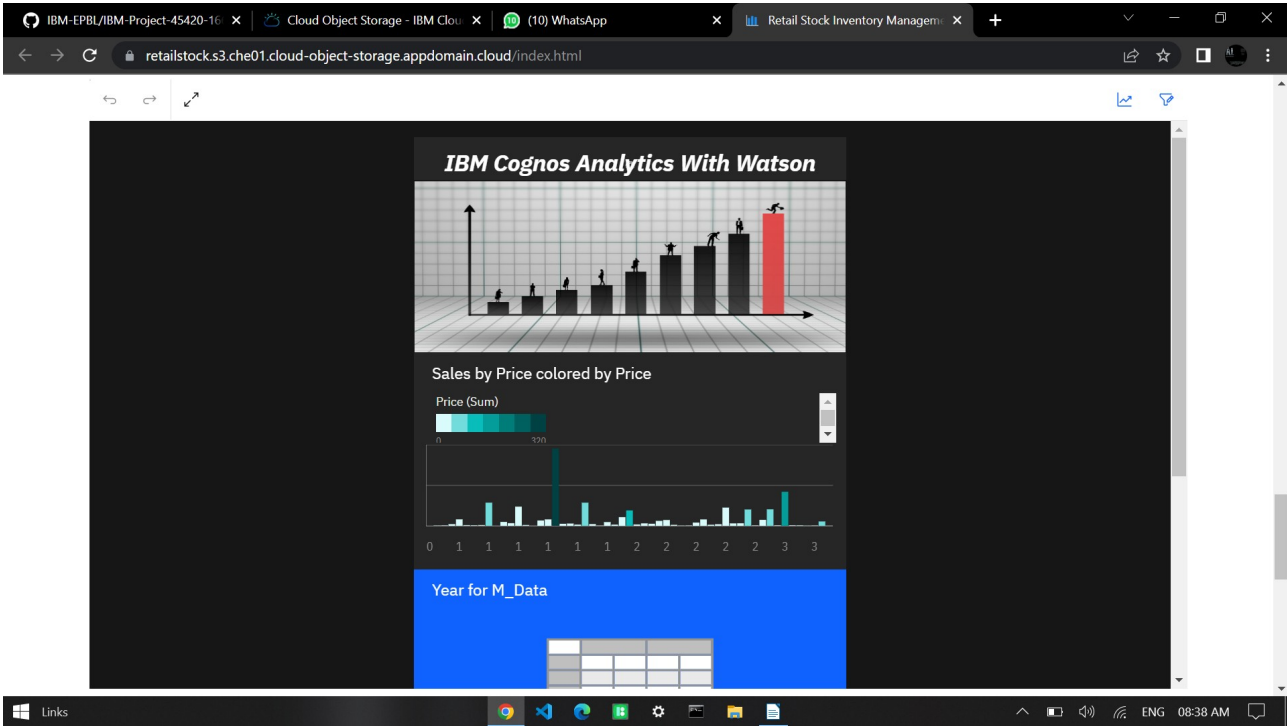 IBM-EPBL/IBM-Project-45420-16
Cloud Object Storage - IBM Clou
10
(10) WhatsApp
Retail Stock Inventory Manageme
retailstock.s3.che01.cloud-object-storage.appdomain.cloud/index.html
IBM Cognos Analytics With Watson
Sales by Price colored by Price
Price (Sum)
0 320
0 1 1 1 1 1 1 2 2 2 2 2 3 3
Year for M_Data
Links
ENG 08:38 AM